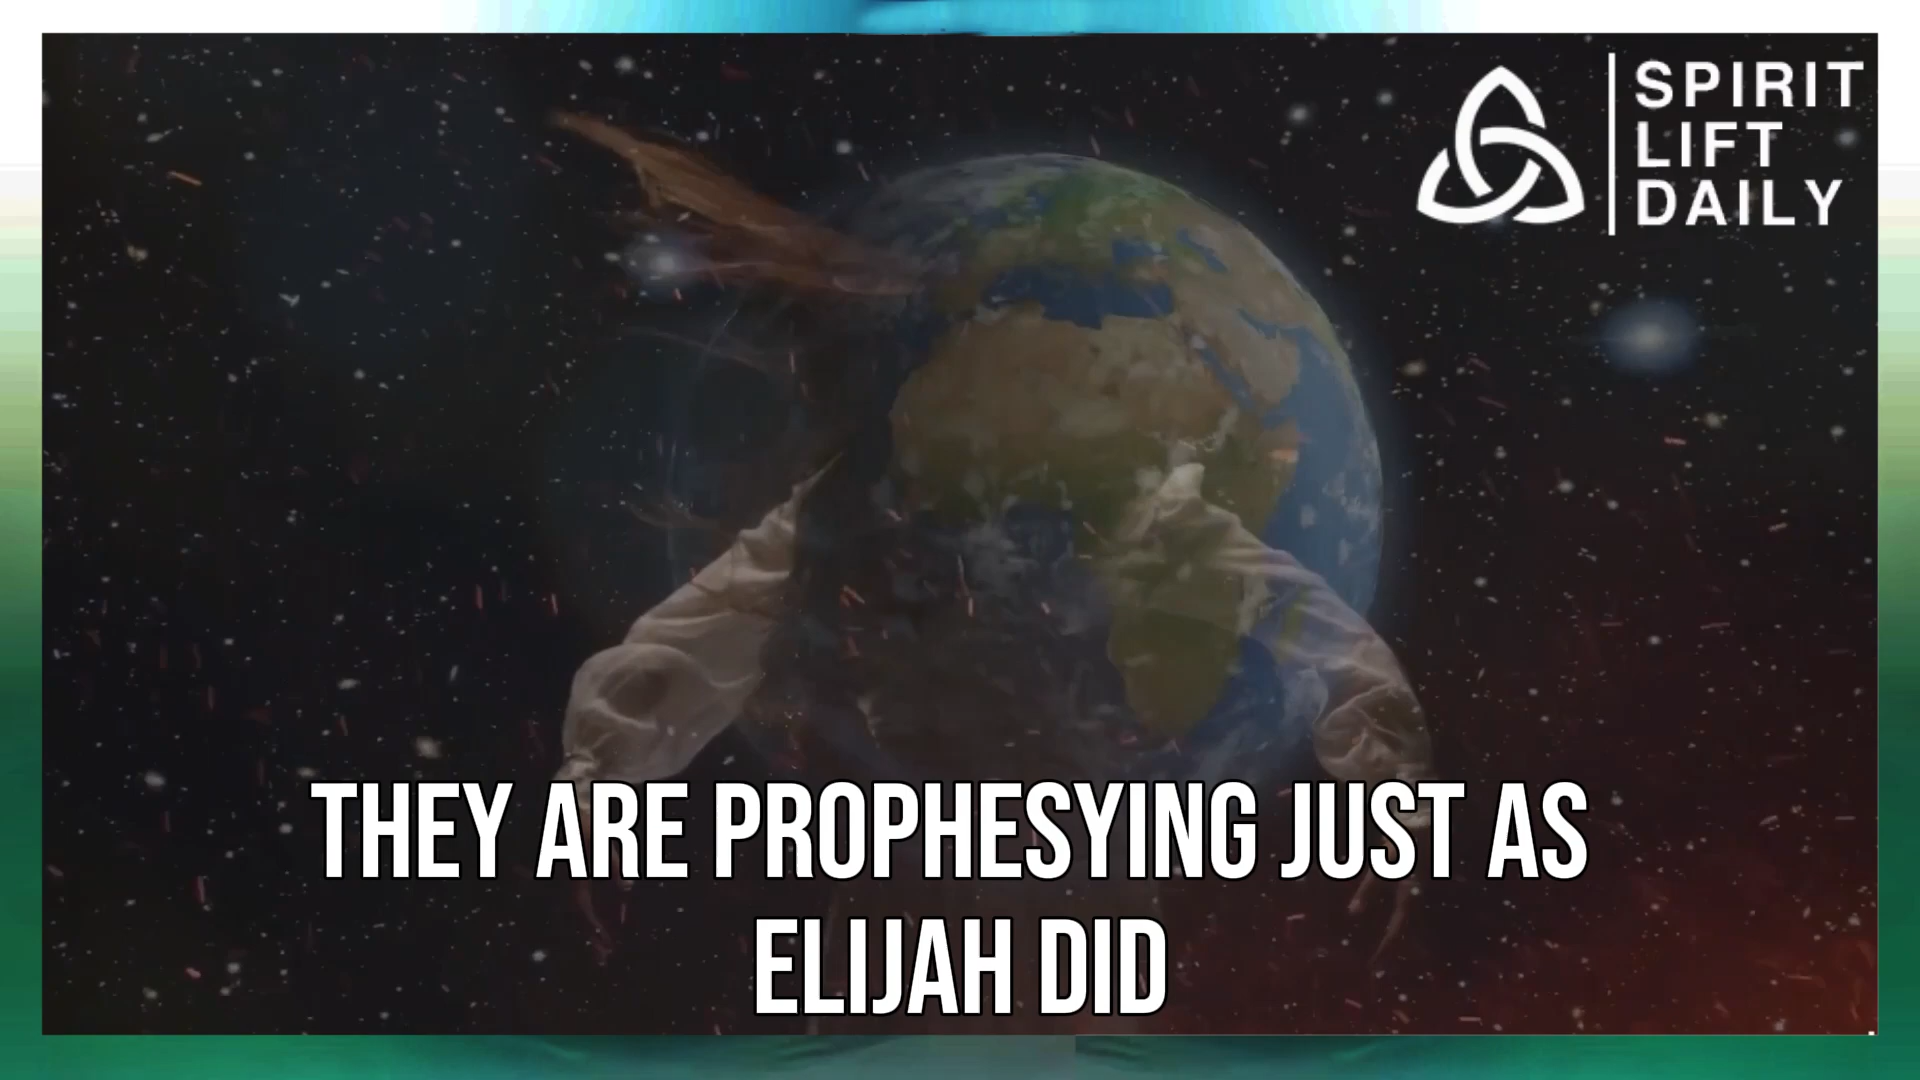 SPIRIT
LIFT
DAILY
THEY ARE PROPHESYING JUST AS
ELIJAH DID